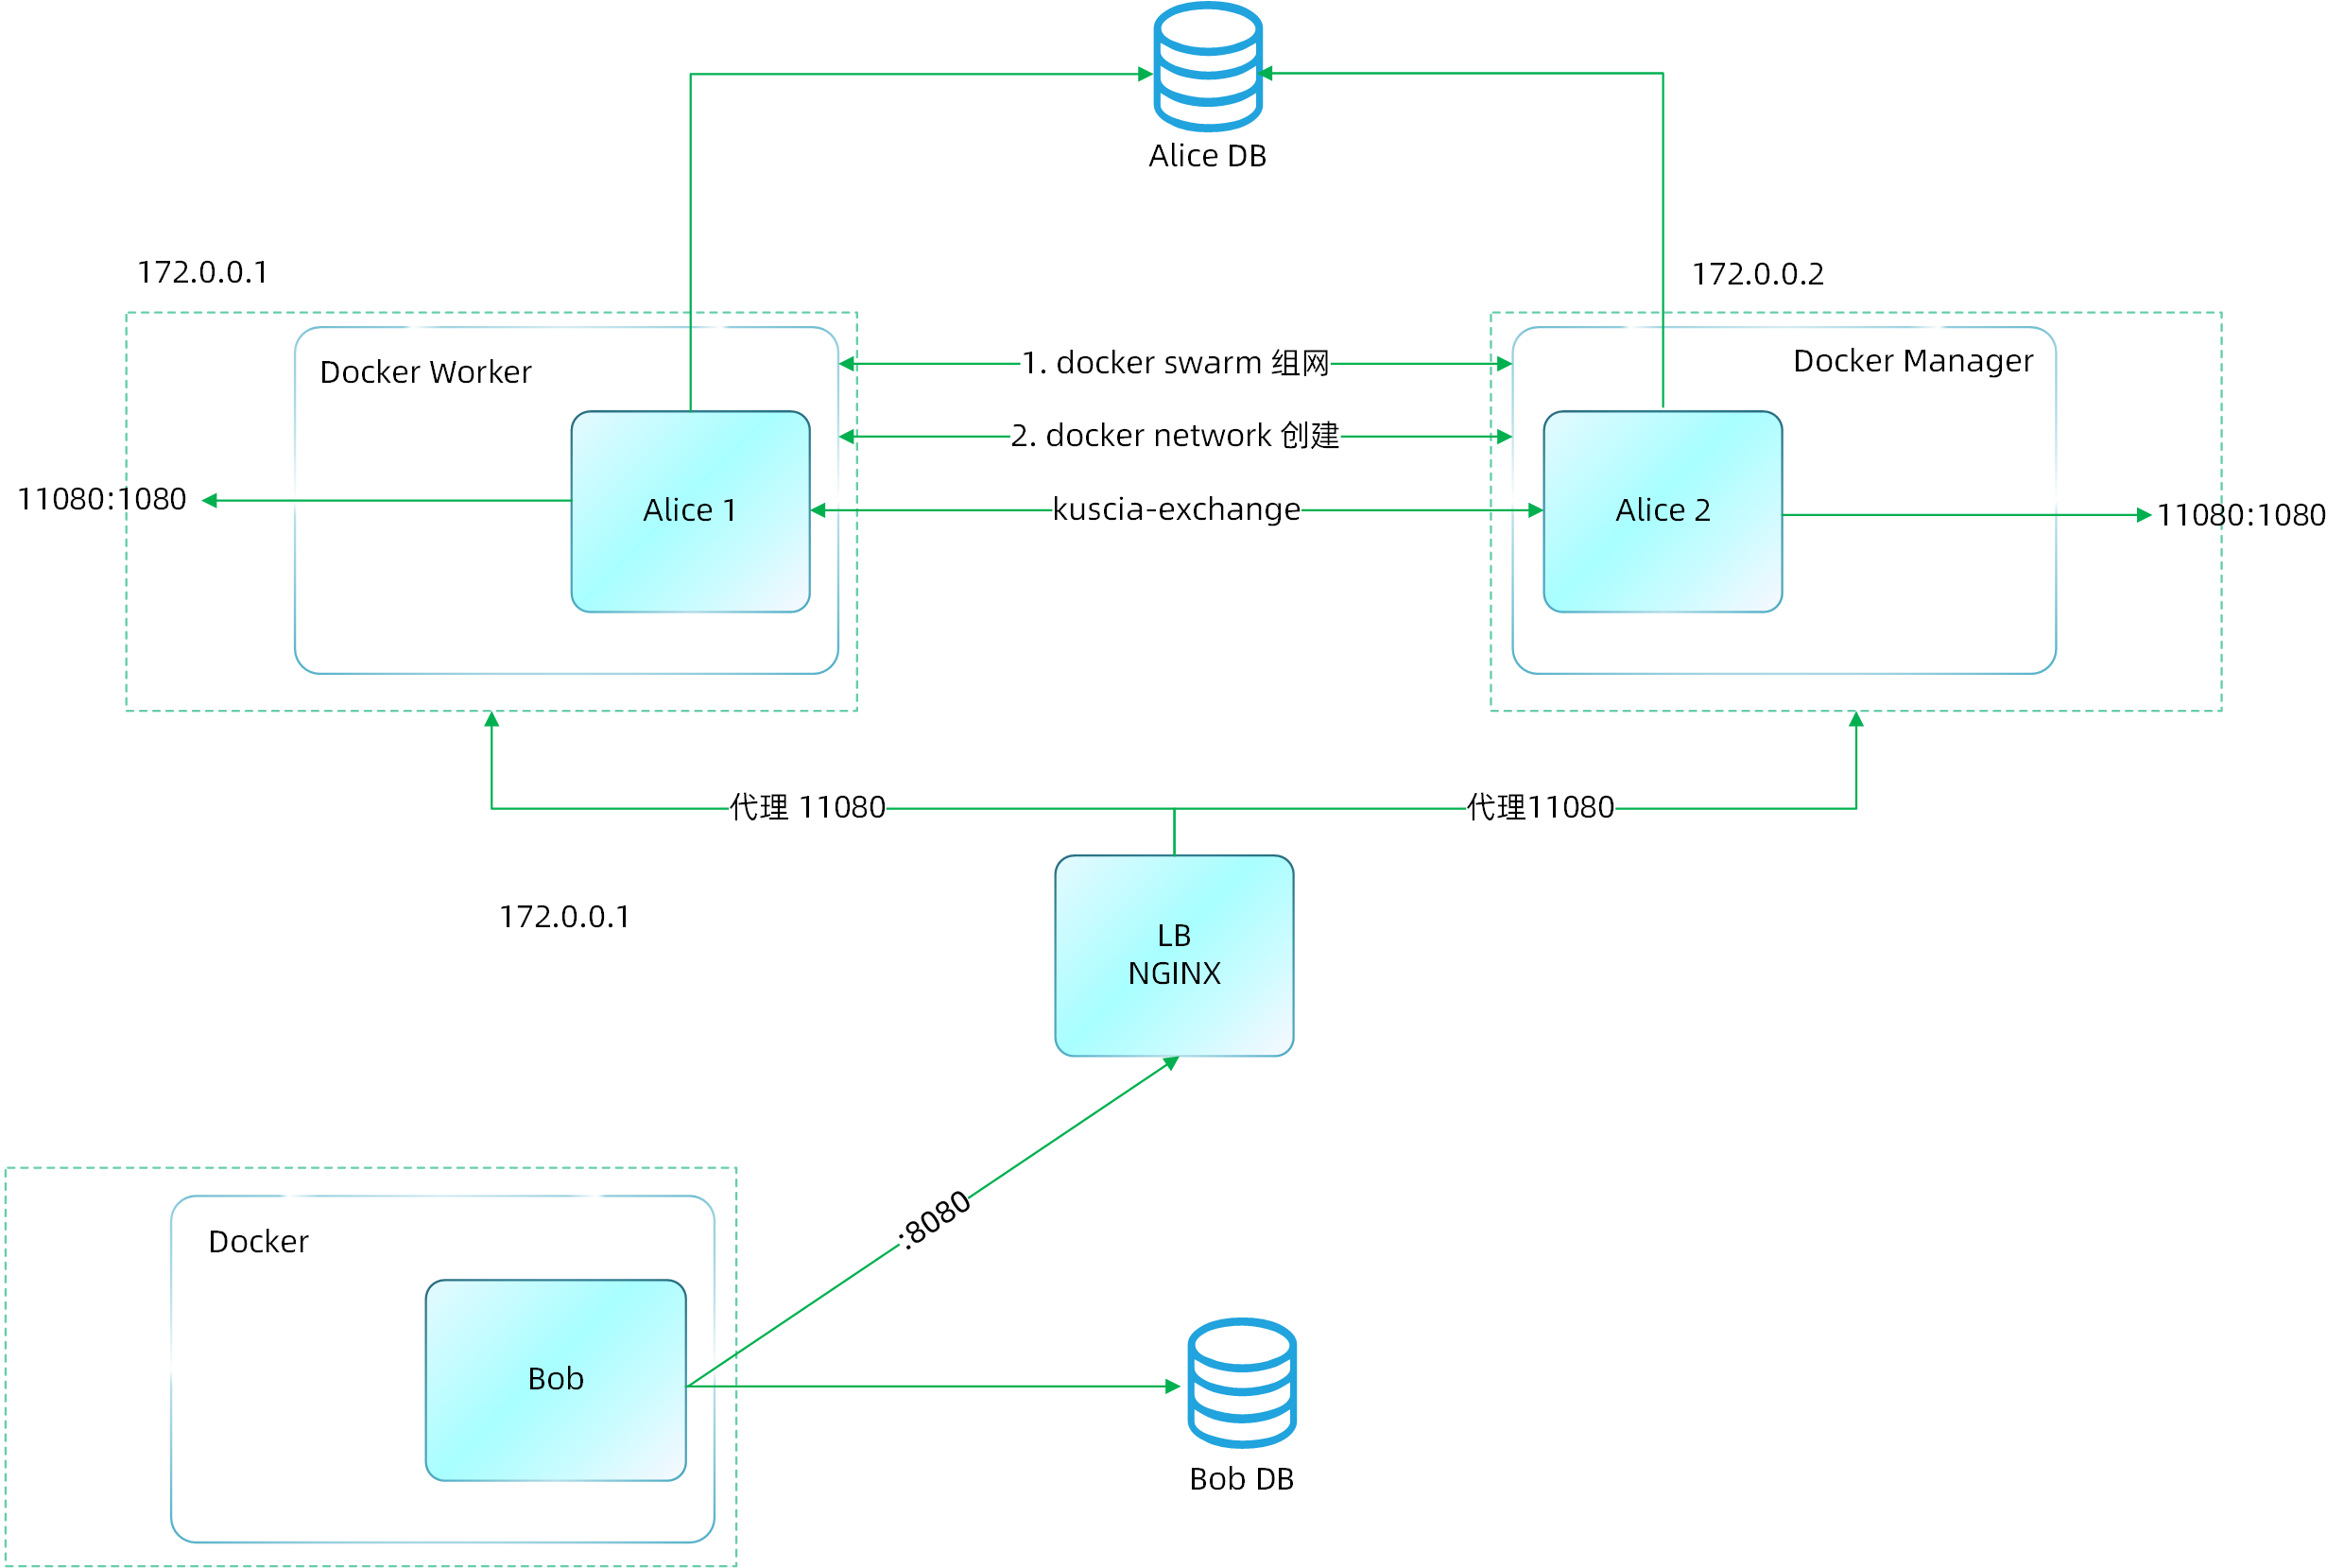 Alice DB
172.0.0.1
172.0.0.2
Docker Worker
1. docker swarm 组网
Docker Manager
2. docker network 创建
11080:1080
Alice 1
kuscia-exchange
Alice 2
11080:1080
代理 11080
代理11080
172.0.0.1
LB
NGINX
:8080
Docker
Bob
Bob DB